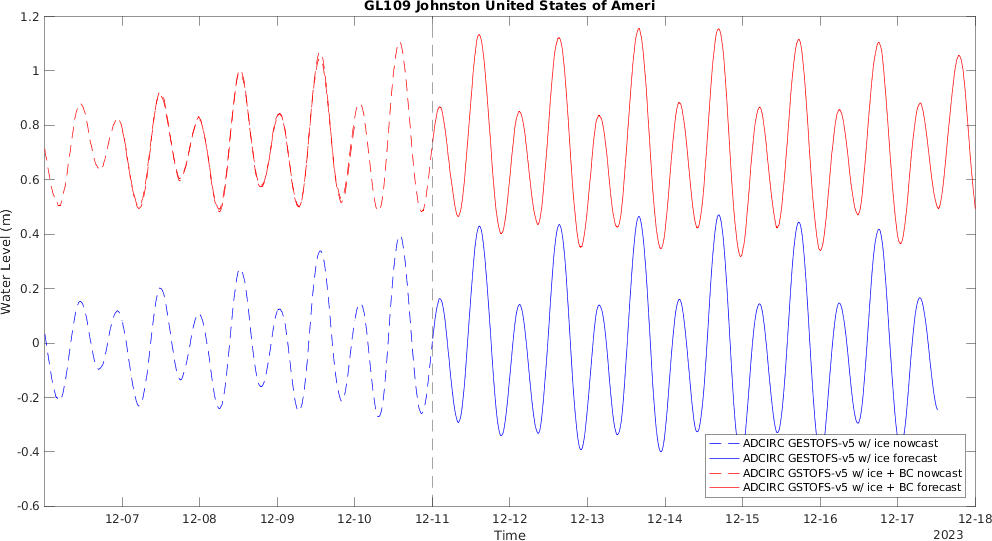 GL109 Johnston United States of Ameri
Water Level (m)
1.2
1
0.8
0.6
0.4
0.2
0
-0.2
-0.4
-0.6
ADCIRC GESTOFS-v5 w/ ice nowcast
ADCIRC GESTOFS-v5 w/ ice forecast
ADCIRC GSTOFS-v5 w/ ice + BC nowcast
ADCIRC GSTOFS-v5 w/ ice + BC forecast
12-07 12-08 12-09 12-10 12-11 12-12 12-13 12-14 12-15 12-16 12-17 12-18
Time
2023